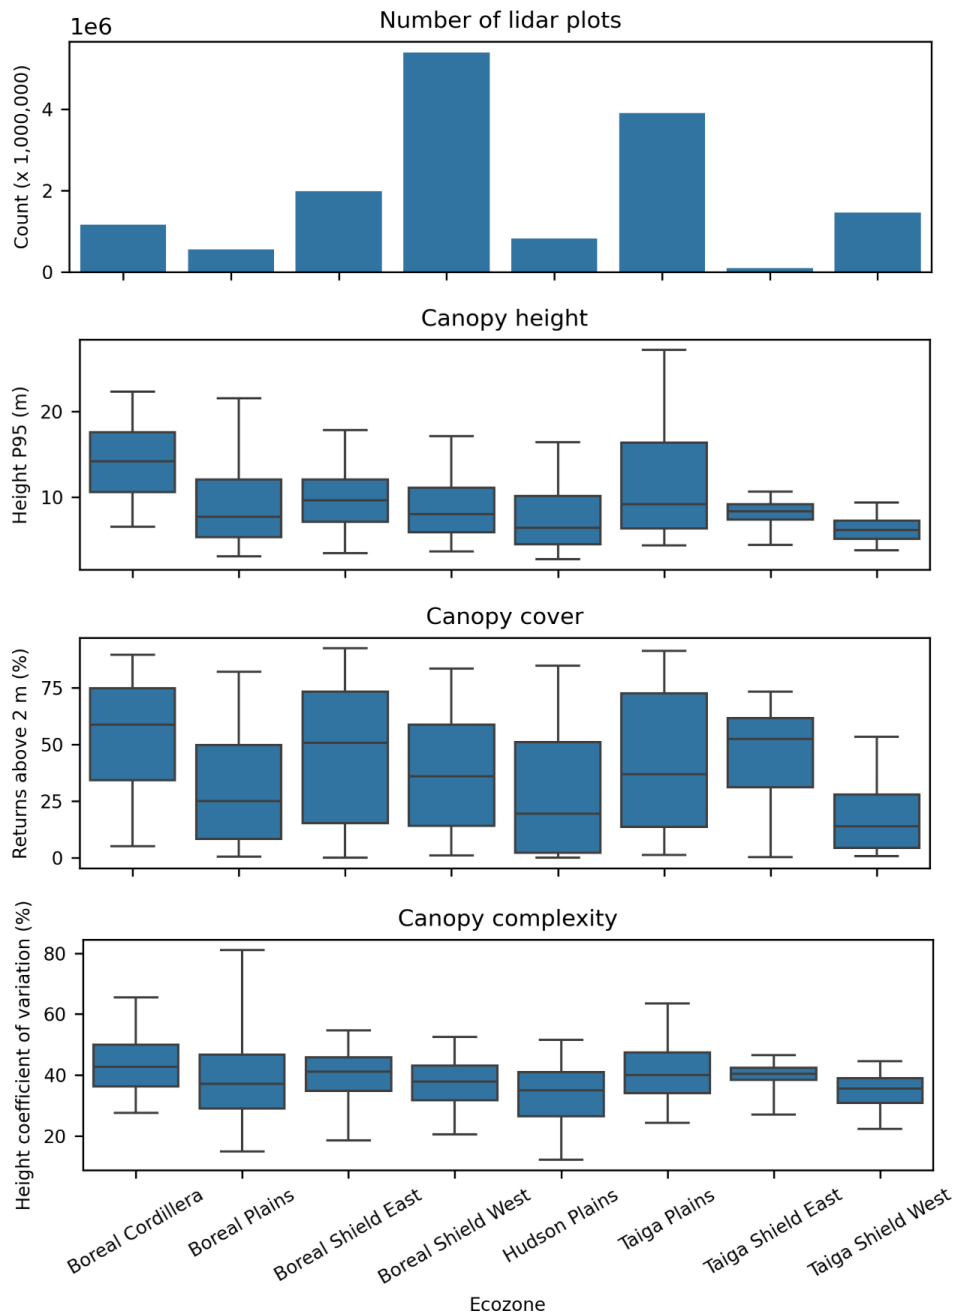 Number of lidar plots
1e6
Count (x 1,000,000)
4
2
0
Canopy height
Height P95 (m)
20
10
Canopy cover
Returns above 2 m (%)
75
50
25
0
Canopy complexity
Height coefficient of variation (%)
80
60
40
20
Boreal Cordillera
Boreal Plains
Boreal Shield East
Boreal Shield West
Hudson Plains
Taiga Plains
Taiga Shield East
Taiga Shield West
Ecozone